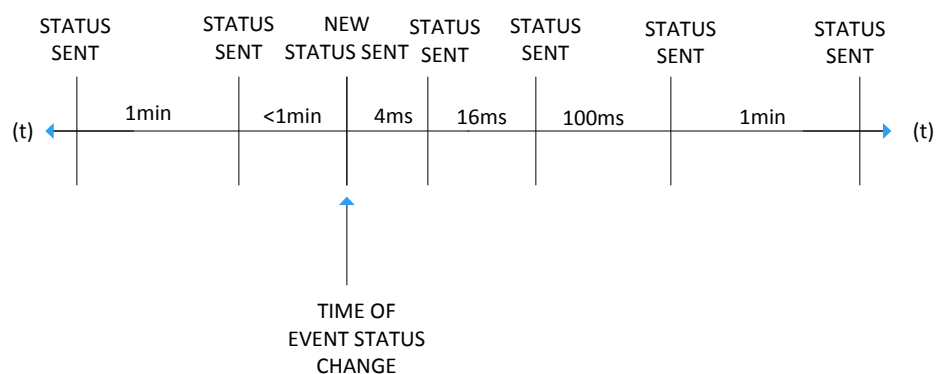 STATUS
SENT
STATUS
SENT
NEW
STATUS SENT
STATUS
SENT
STATUS
SENT
STATUS
SENT
STATUS
SENT
(t)
1min
<1min
4ms
16ms
100ms
1min
(t)
TIME OF
EVENT STATUS
CHANGE